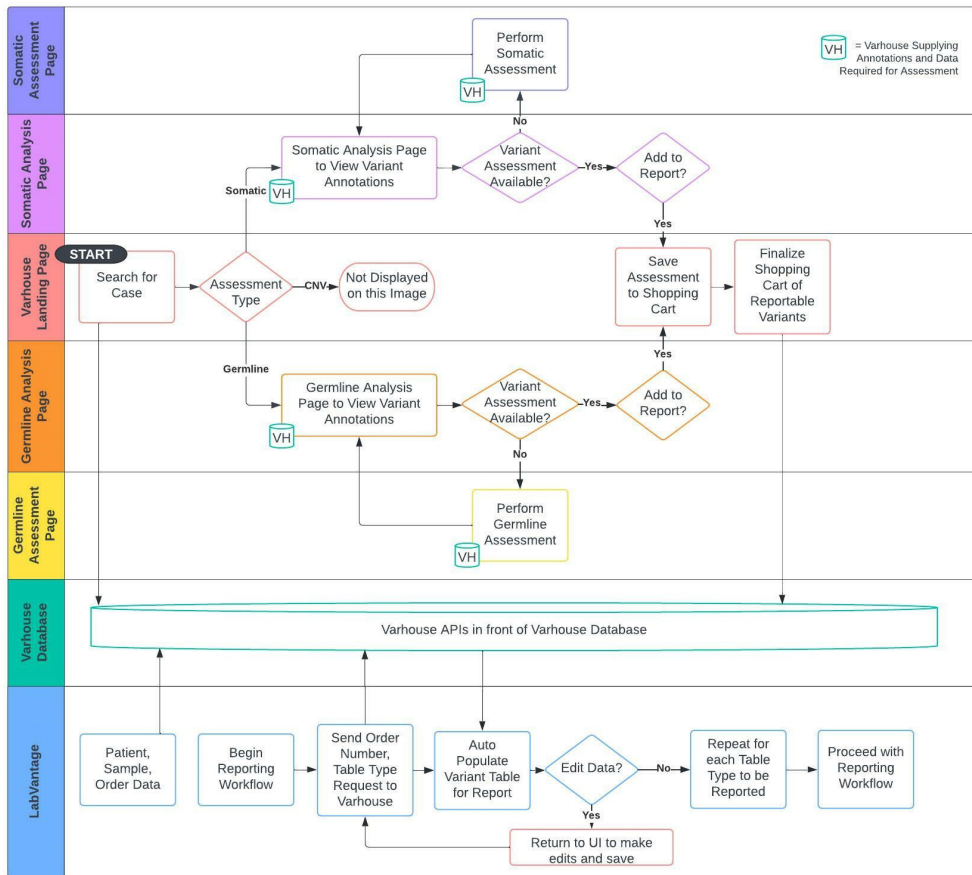 Somatic
Assessment
Page
Perform
Somatic
Assessment
VH
VH
= Varhouse Supplying
Annotations and Data
Required for Assessment
Somatic Analysis
Page
Somatic
Somatic Analysis Page
to View Variant
Annotations
VH
No
Variant
Assessment
Available?
Yes
Add to
Report?
Yes
Varhouse
Landing Page
START
Search for
Case
Assessment
Type
CNV
Not Displayed
on this Image
Save
Assessment
to Shopping
Cart
Finalize
Shopping
Cart of
Reportable
Variants
Germline Analysis
Page
Germline
Germline Analysis
Page to View Variant
Annotations
VH
Variant
Assessment
Available?
Yes
Yes
Add to
Report?
No
Germline
Assessment
Page
Perform
Germline
Assessment
VH
Varhouse
Database
Varhouse APIs in front of Varhouse Database
LabVantage
Patient,
Sample,
Order Data
Begin
Reporting
Workflow
Send Order
Number,
Table Type
Request to
Varhouse
Auto
Populate
Variant Table
for Report
Edit Data?
No
Yes
Repeat for
each Table
Type to be
Reported
Proceed with
Reporting
Workflow
Return to UI to make
edits and save